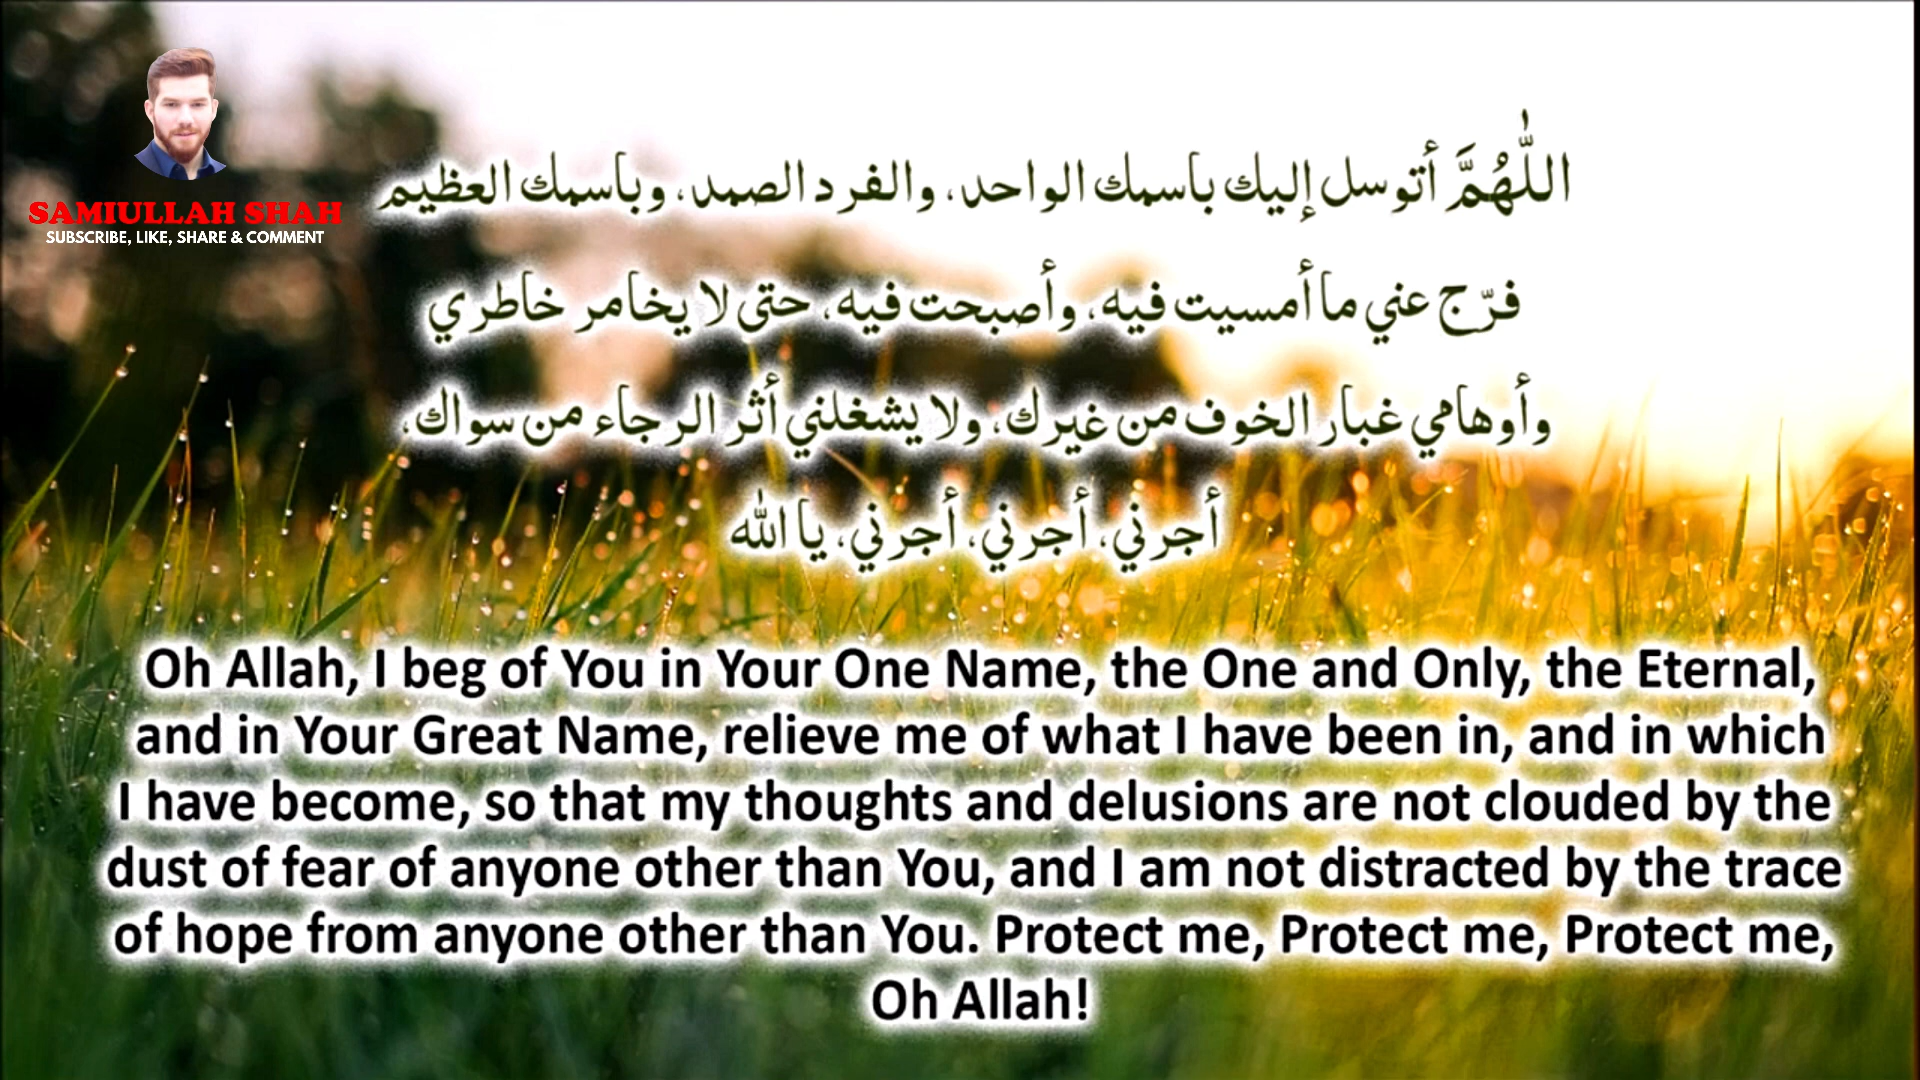 SAMIULLAH SHAH
SUBSCRIBE, LIKE, SHARE & COMMENT
اللّٰهُمَّ أتوسل إليك باسمك الواحد، والفرد الصمد، وباسمك العظيم
فرّج عني ما أمسيت فيه، وأصبحت فيه، حتى لا يخامر خاطري
وأوهامي غبار الخوف من غيرك، ولا يشغلني أثر الرجاء من سواك،
أجرني، أجرني، أجرني، يا الله
Oh Allah, I beg of You in Your One Name, the One and Only, the Eternal,
and in Your Great Name, relieve me of what I have been in, and in which
I have become, so that my thoughts and delusions are not clouded by the
dust of fear of anyone other than You, and I am not distracted by the trace
of hope from anyone other than You. Protect me, Protect me, Protect me,
Oh Allah!